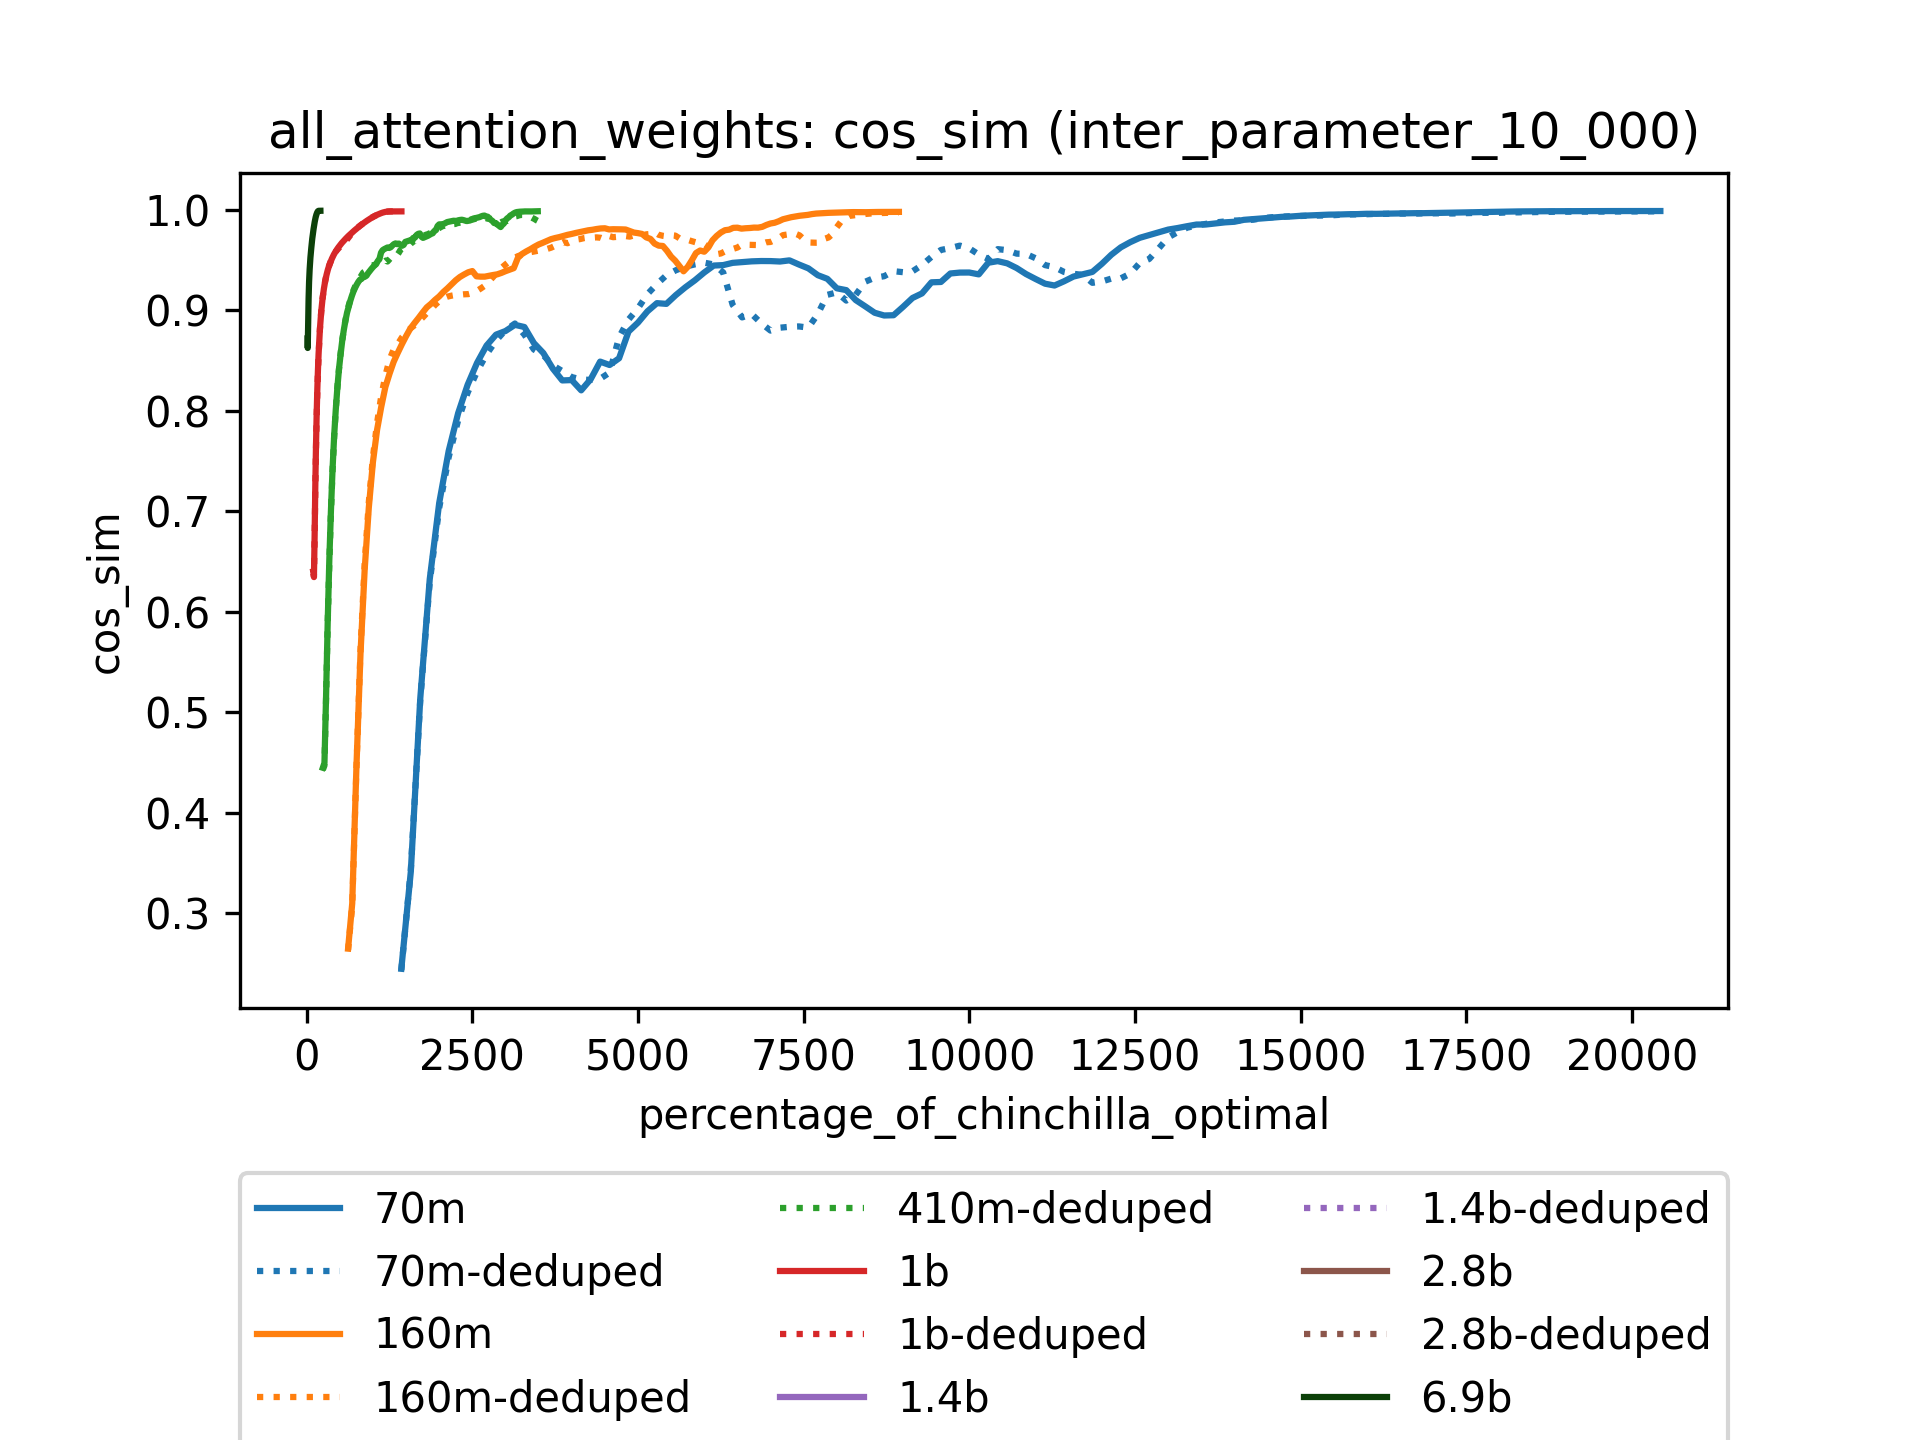 all_attention_weights: cos_sim (inter_parameter_10_000)
1.0
0.9
0.8
0.7
0.6
0.5
0.4
0.3
cos_sim
0 2500 5000 7500 10000 12500 15000 17500 20000
percentage_of_chinchilla_optimal
70m
70m-deduped
160m
160m-deduped
410m-deduped
1b
1b-deduped
1.4b
1.4b-deduped
2.8b
2.8b-deduped
6.9b